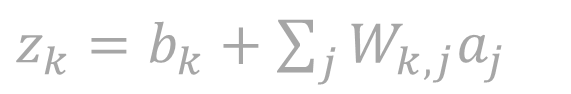 z_k = b_k + ∑_j W_{k,j} a_j